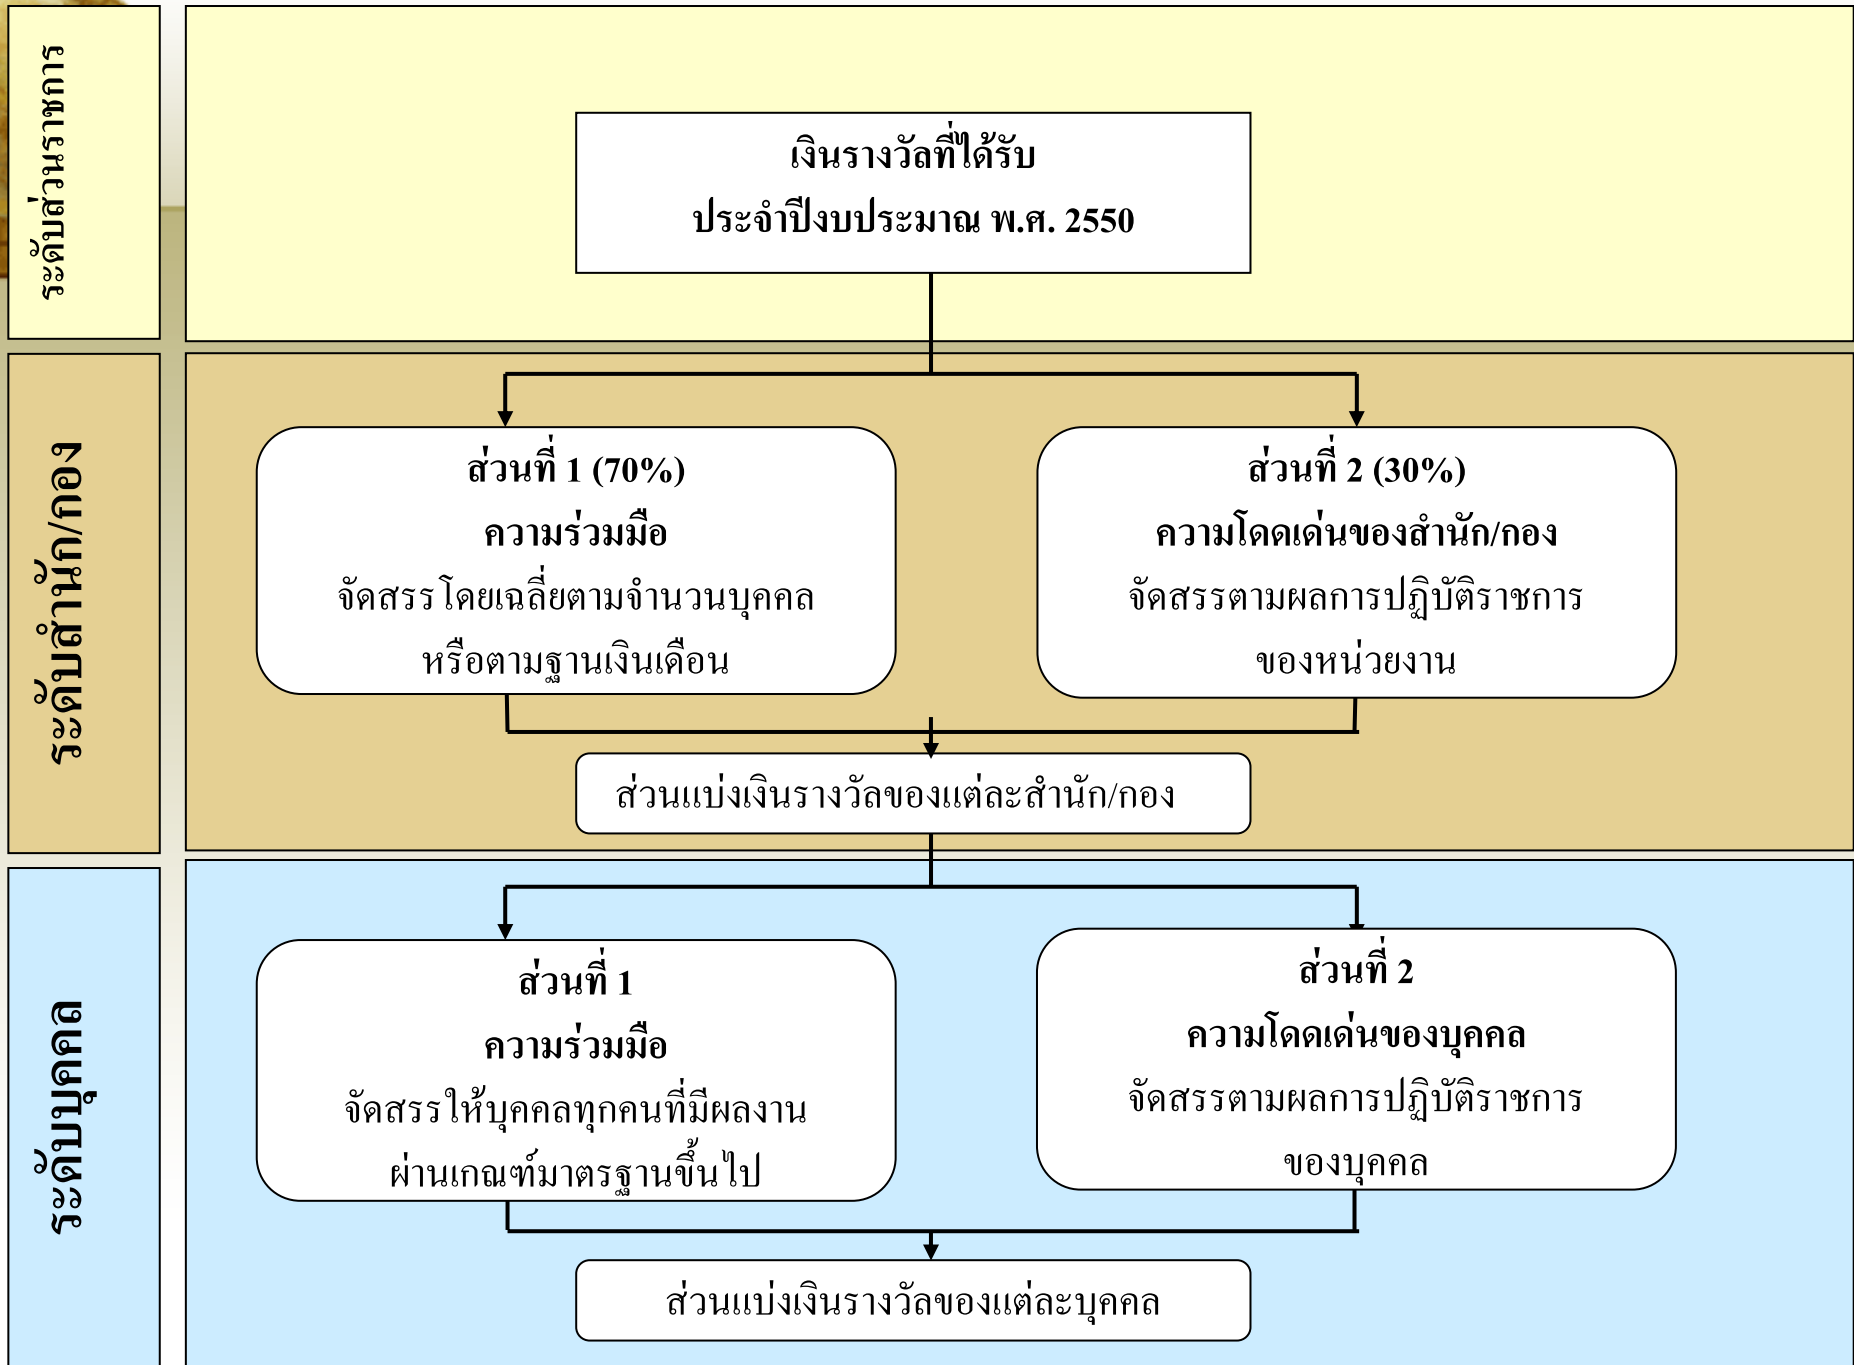 ระดับส่วนราชการ
เงินรางวัลที่ได้รับ
ประจำปีงบประมาณ พ.ศ. 2550
ระดับสำนัก/กอง
ส่วนที่ 1 (70%)
ความร่วมมือ
จัดสรรโดยเฉลี่ยตามจำนวนบุคคล
หรือตามฐานเงินเดือน
ส่วนที่ 2 (30%)
ความโดดเด่นของสำนัก/กอง
จัดสรรตามผลการปฏิบัติราชการ
ของหน่วยงาน
ส่วนแบ่งเงินรางวัลของแต่ละสำนัก/กอง
ระดับบุคคล
ส่วนที่ 1
ความร่วมมือ
จัดสรรให้บุคคลทุกคนที่มีผลงาน
ผ่านเกณฑ์มาตรฐานขึ้นไป
ส่วนที่ 2
ความโดดเด่นของบุคคล
จัดสรรตามผลการปฏิบัติราชการ
ของบุคคล
ส่วนแบ่งเงินรางวัลของแต่ละบุคคล